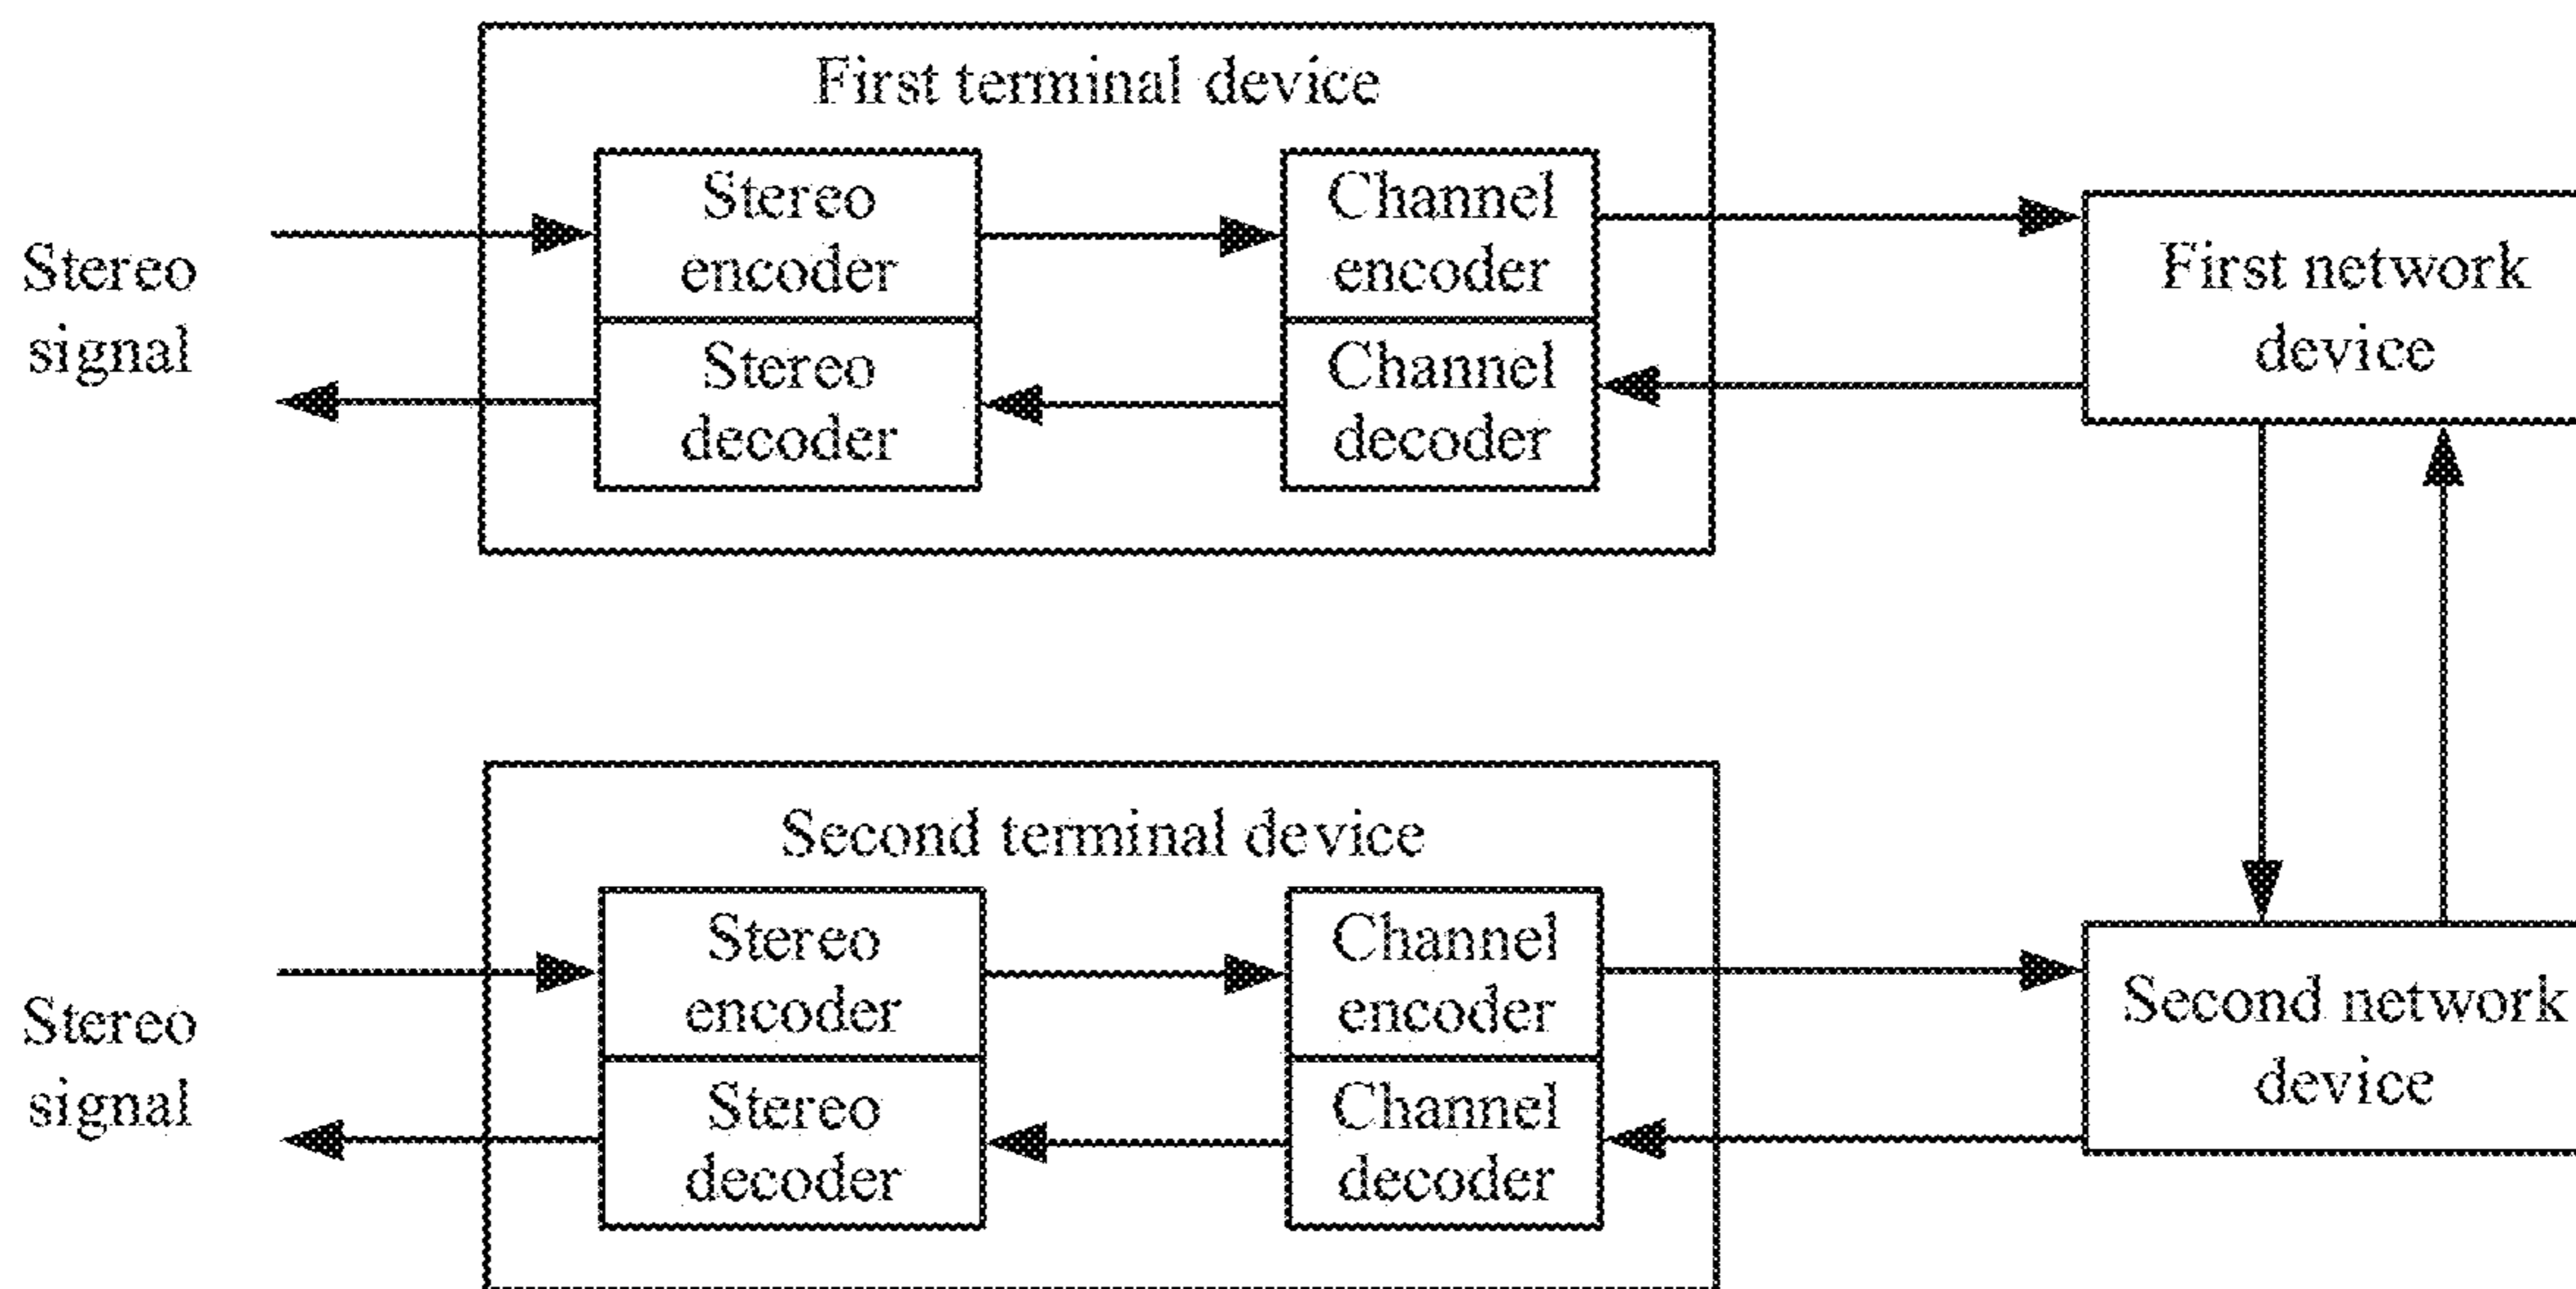 First terminal device
Stereo
signal
Stereo
encoder
Channel
encoder
Stereo
decoder
Channel
decoder
First network
device
Second terminal device
Stereo
signal
Stereo
encoder
Channel
encoder
Stereo
decoder
Channel
decoder
Second network
device